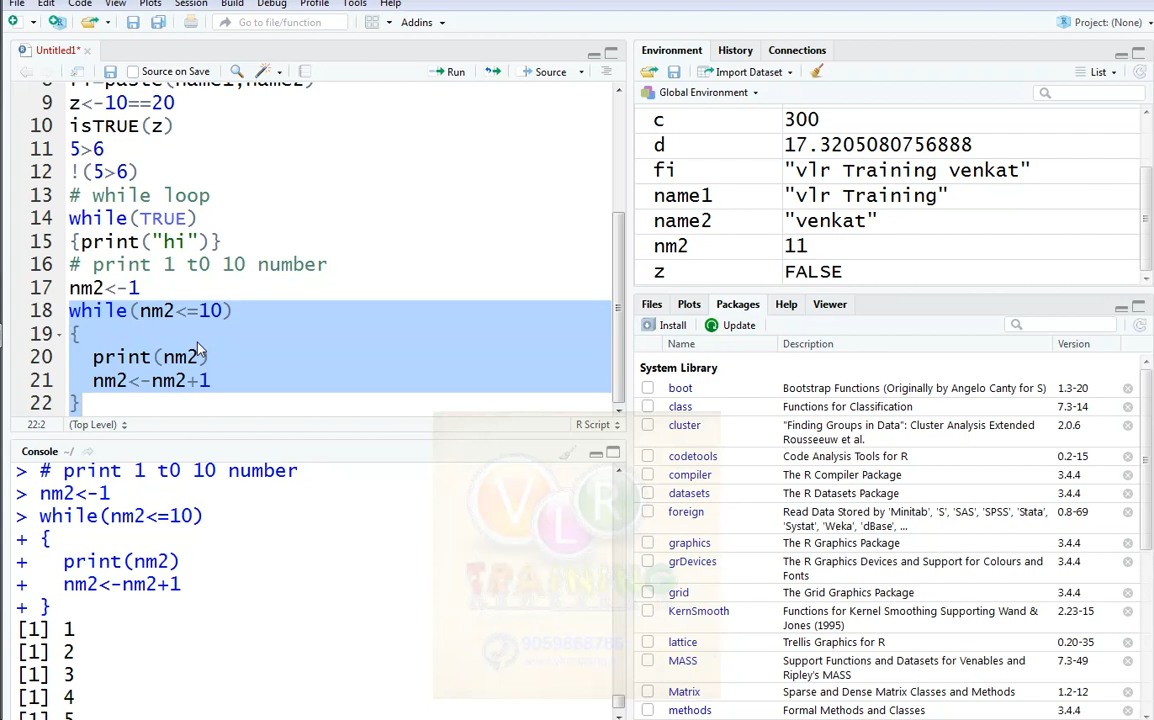 File Edit Code View Plots Session Build Debug Profile Tools Help
Go to file/function Addins Project: (None)
Untitled1*
Source on Save Run Source
9 z<-10==20
10 isTRUE(z)
11 5>6
12 !(5>6)
13 # while loop
14 while(TRUE)
15 {print("hi")}
16 # print 1 t0 10 number
17 nm2<-1
18 while(nm2<=10)
19 {
20 print(nm2)
21 nm2<-nm2+1
22 }
22:2 (Top Level) R Script
Console ~/
> # print 1 t0 10 number
> nm2<-1
> while(nm2<=10)
+ {
+ print(nm2)
+ nm2<-nm2+1
+ }
[1] 1
[1] 2
[1] 3
[1] 4
Environment History Connections
Import Dataset List
Global Environment
c 300
d 17.3205080756888
fi "vlr Training venkat"
name1 "vlr Training"
name2 "venkat"
nm2 11
z FALSE
Files Plots Packages Help Viewer
Install Update
Name Description Version
System Library
boot Bootstrap Functions (Originally by Angelo Canty for S) 1.3-20
class Functions for Classification 7.3-14
cluster "Finding Groups in Data": Cluster Analysis Extended Rousseeuw et al. 2.0.6
codetools Code Analysis Tools for R 0.2-15
compiler The R Compiler Package 3.4.4
datasets The R Datasets Package 3.4.4
foreign Read Data Stored by 'Minitab', 'S', 'SAS', 'SPSS', 'Stata', 'Systat', 'Weka', 'dBase', ... 0.8-69
graphics The R Graphics Package 3.4.4
grDevices The R Graphics Devices and Support for Colours and Fonts 3.4.4
grid The Grid Graphics Package 3.4.4
KernSmooth Functions for Kernel Smoothing Supporting Wand & Jones (1995) 2.23-15
lattice Trellis Graphics for R 0.20-35
MASS Support Functions and Datasets for Venables and Ripley's MASS 7.3-49
Matrix Sparse and Dense Matrix Classes and Methods 1.2-12
methods Formal Methods and Classes 3.4.4
VLR
TRAINING